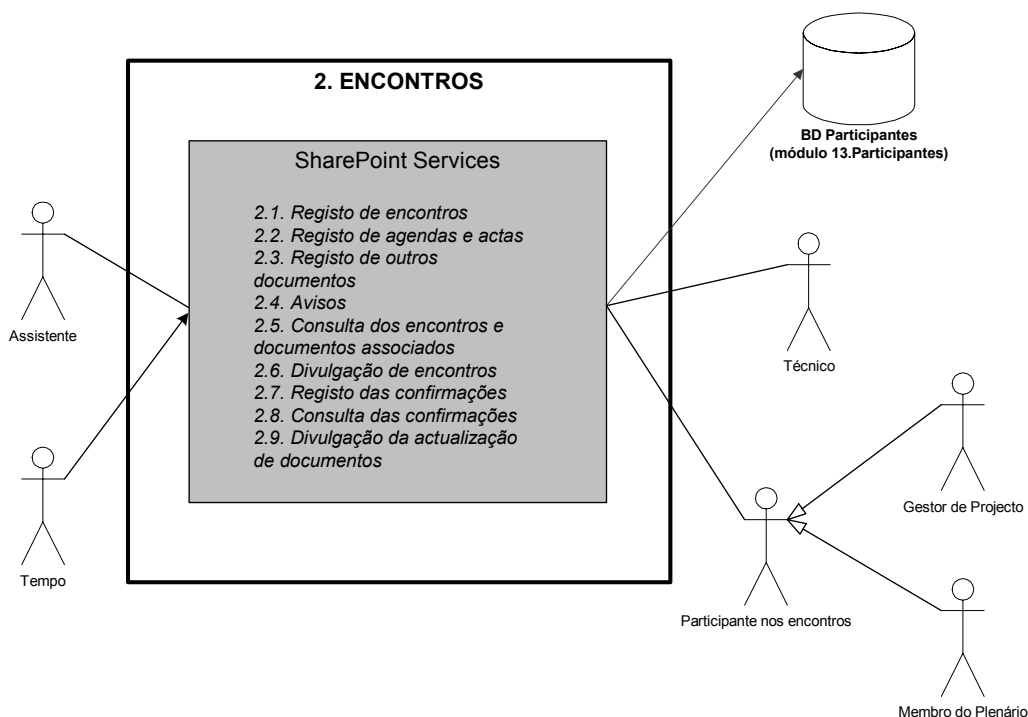 2. ENCONTROS
BD Participantes
(módulo 13.Participantes)
SharePoint Services
2.1. Registo de encontros
2.2. Registo de agendas e actas
2.3. Registo de outros
documentos
2.4. Avisos
2.5. Consulta dos encontros e
documentos associados
2.6. Divulgação de encontros
2.7. Registo das confirmações
2.8. Consulta das confirmações
2.9. Divulgação da actualização
de documentos
Assistente
Técnico
Tempo
Gestor de Projecto
Participante nos encontros
Membro do Plenário